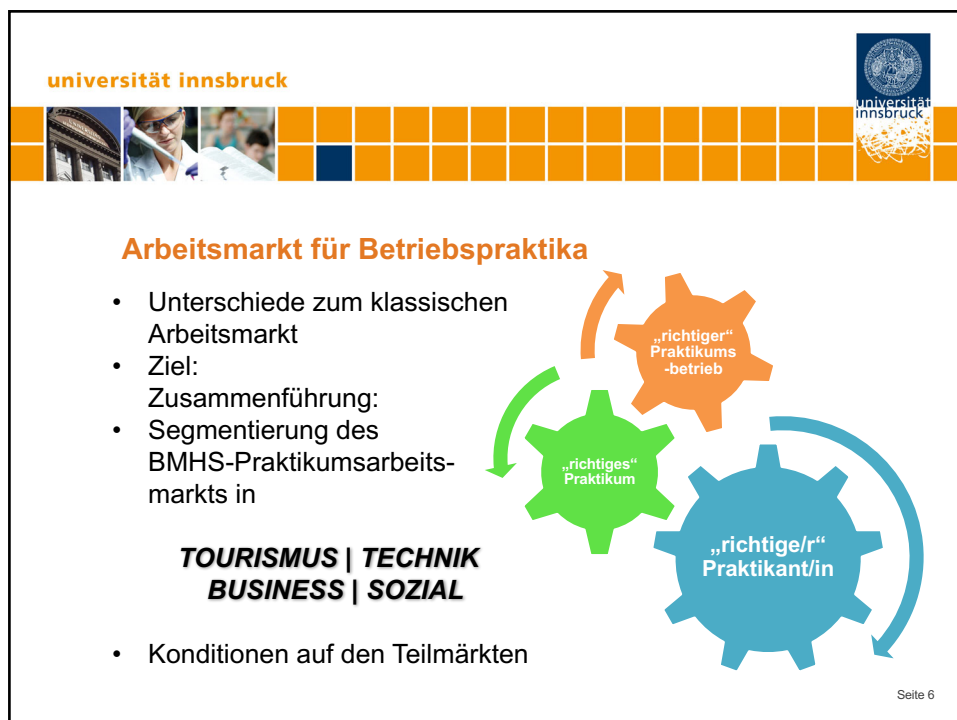 universität innsbruck
universität
innsbruck
Arbeitsmarkt für Betriebspraktika
• Unterschiede zum klassischen
Arbeitsmarkt
• Ziel:
Zusammenführung:
• Segmentierung des
BMHS-Praktikumsarbeits-
markts in
TOURISMUS | TECHNIK
BUSINESS | SOZIAL
• Konditionen auf den Teilmärkten
„richtiger“
Praktikums
-betrieb
„richtiges“
Praktikum
„richtige/r“
Praktikant/in
Seite 6